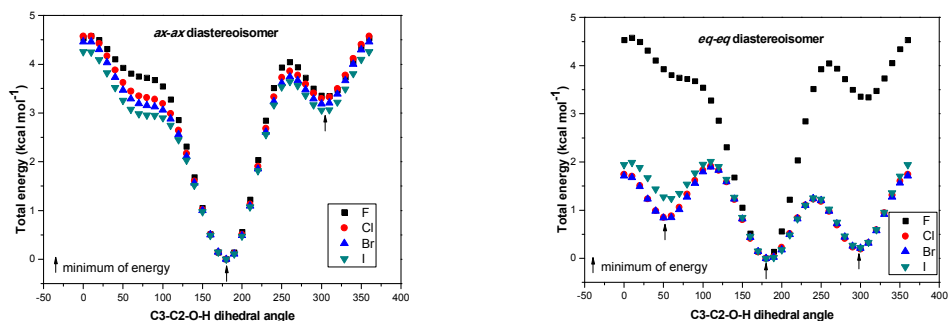 ax-ax diastereoisomer
Total energy (kcal mol⁻¹)
5
4
3
2
1
0
F
Cl
Br
I
minimum of energy
-50 0 50 100 150 200 250 300 350 400
C3-C2-O-H dihedral angle
eq-eq diastereoisomer
Total energy (kcal mol⁻¹)
5
4
3
2
1
0
F
Cl
Br
I
minimum of energy
-50 0 50 100 150 200 250 300 350 400
C3-C2-O-H dihedral angle